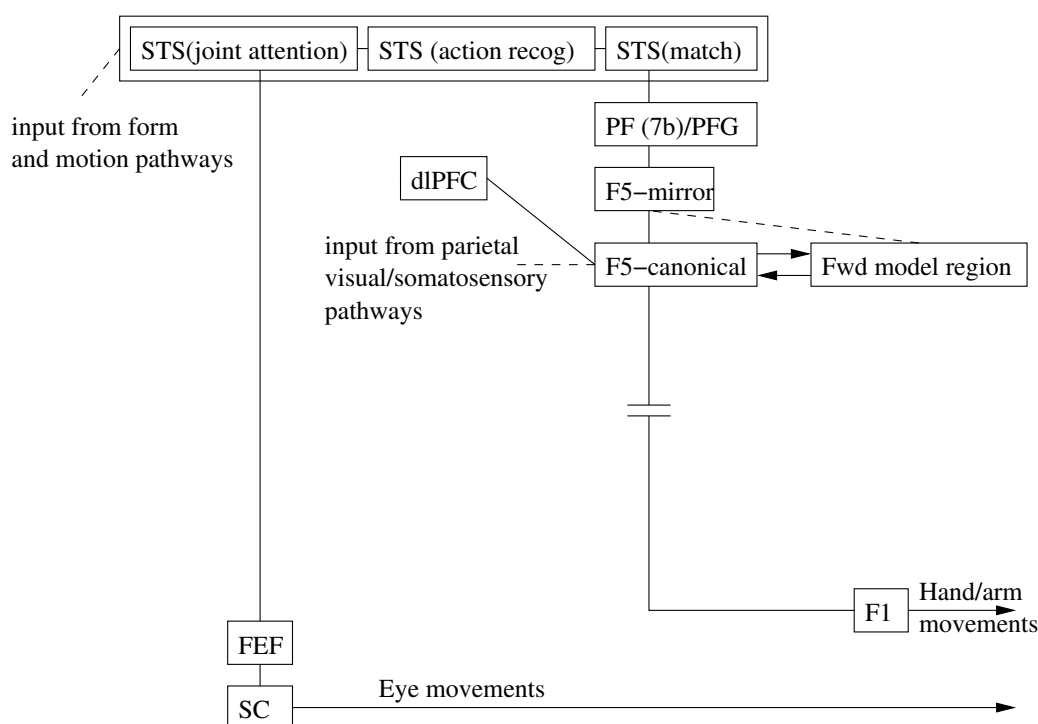 STS(joint attention)
STS (action recog)
STS(match)
input from form
and motion pathways
PF (7b)/PFG
dlPFC
F5−mirror
input from parietal
visual/somatosensory
pathways
F5−canonical
Fwd model region
F1
Hand/arm
movements
FEF
SC
Eye movements